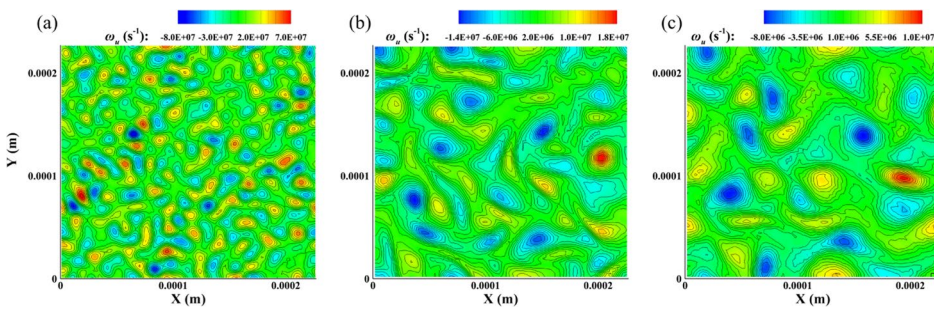 (a)
ω_u (s⁻¹): -8.0E+07 -3.0E+07 2.0E+07 7.0E+07
0.0002
0.0001
0
Y (m)
0 0.0001 0.0002
X (m)
(b)
ω_u (s⁻¹): -1.4E+07 -6.0E+06 2.0E+06 1.0E+07 1.8E+07
0.0002
0.0001
0
0 0.0001 0.0002
X (m)
(c)
ω_u (s⁻¹): -8.0E+06 -3.5E+06 1.0E+06 5.5E+06 1.0E+07
0.0002
0.0001
0
0 0.0001 0.0002
X (m)